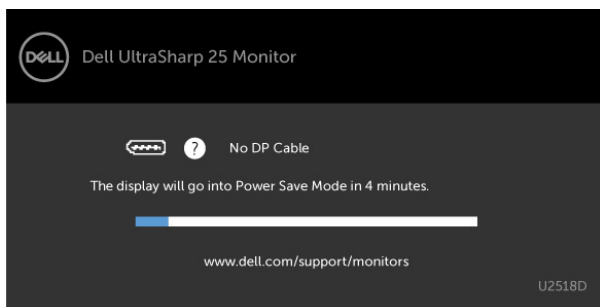 DELL Dell UltraSharp 25 Monitor
? No DP Cable
The display will go into Power Save Mode in 4 minutes.
www.dell.com/support/monitors
U2518D